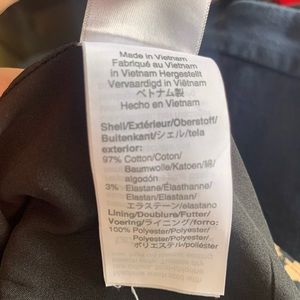 Made in Vietnam
Fabriqué au Vietnam
in Vietnam Hergestellt
Vervaardigd in Viëtnam
ベトナム製
Hecho en Vietnam
Shell/Extérieur/Oberstoff/
Buitenkant/シェル/tela
exterior:
97% Cotton/Coton/
Baumwolle/Katoen/綿/
algodón
3% Elastane/Élasthanne/
Elastan/Elastaan/
エラステーン/elastano
Lining/Doublure/Futter/
Voering/ライニング/forro:
100% Polyester/Polyester/
Polyester/Polyester/
ポリエステル/poliéster